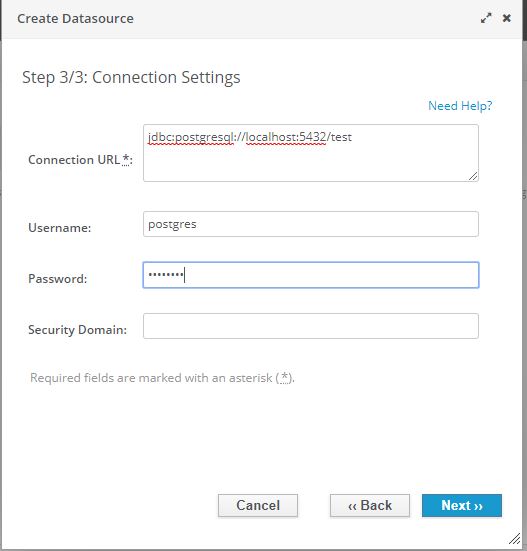 Create Datasource
Step 3/3: Connection Settings
Need Help?
Connection URL*: jdbc:postgresql://localhost:5432/test
Username: postgres
Password: ••••••••
Security Domain:
Required fields are marked with an asterisk (*).
Cancel ‹‹ Back Next ››